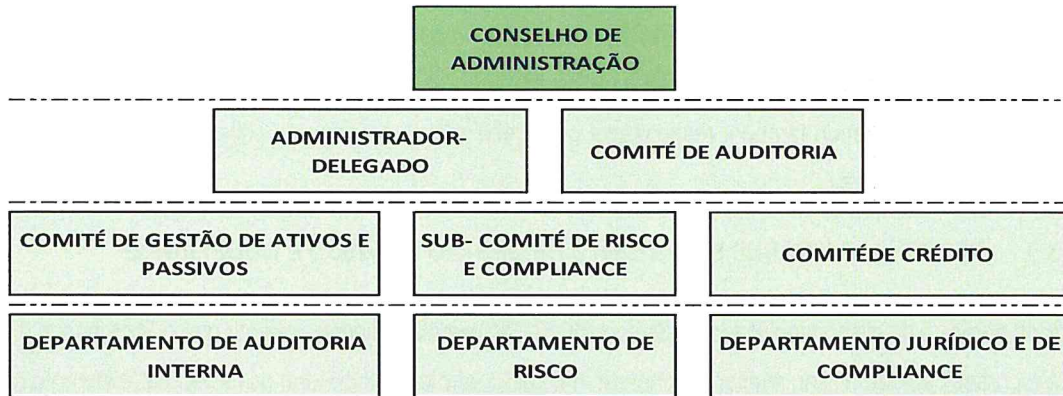 CONSELHO DE
ADMINISTRAÇÃO
ADMINISTRADOR-
DELEGADO
COMITÉ DE AUDITORIA
COMITÉ DE GESTÃO DE ATIVOS E
PASSIVOS
SUB- COMITÉ DE RISCO
E COMPLIANCE
COMITÉDE CRÉDITO
DEPARTAMENTO DE AUDITORIA
INTERNA
DEPARTAMENTO DE
RISCO
DEPARTAMENTO JURÍDICO E DE
COMPLIANCE